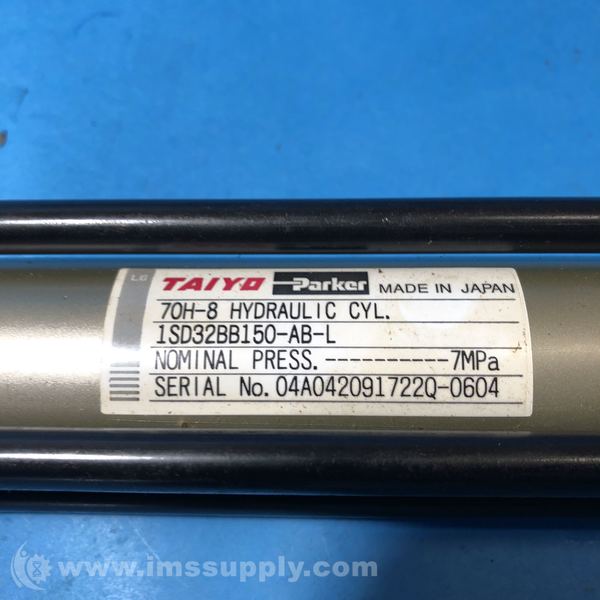 LG
TAIYO Parker MADE IN JAPAN
70H-8 HYDRAULIC CYL.
1SD32BB150-AB-L
NOMINAL PRESS.-----------7MPa
SERIAL No. 04A042091722Q-0604
www.imssupply.com